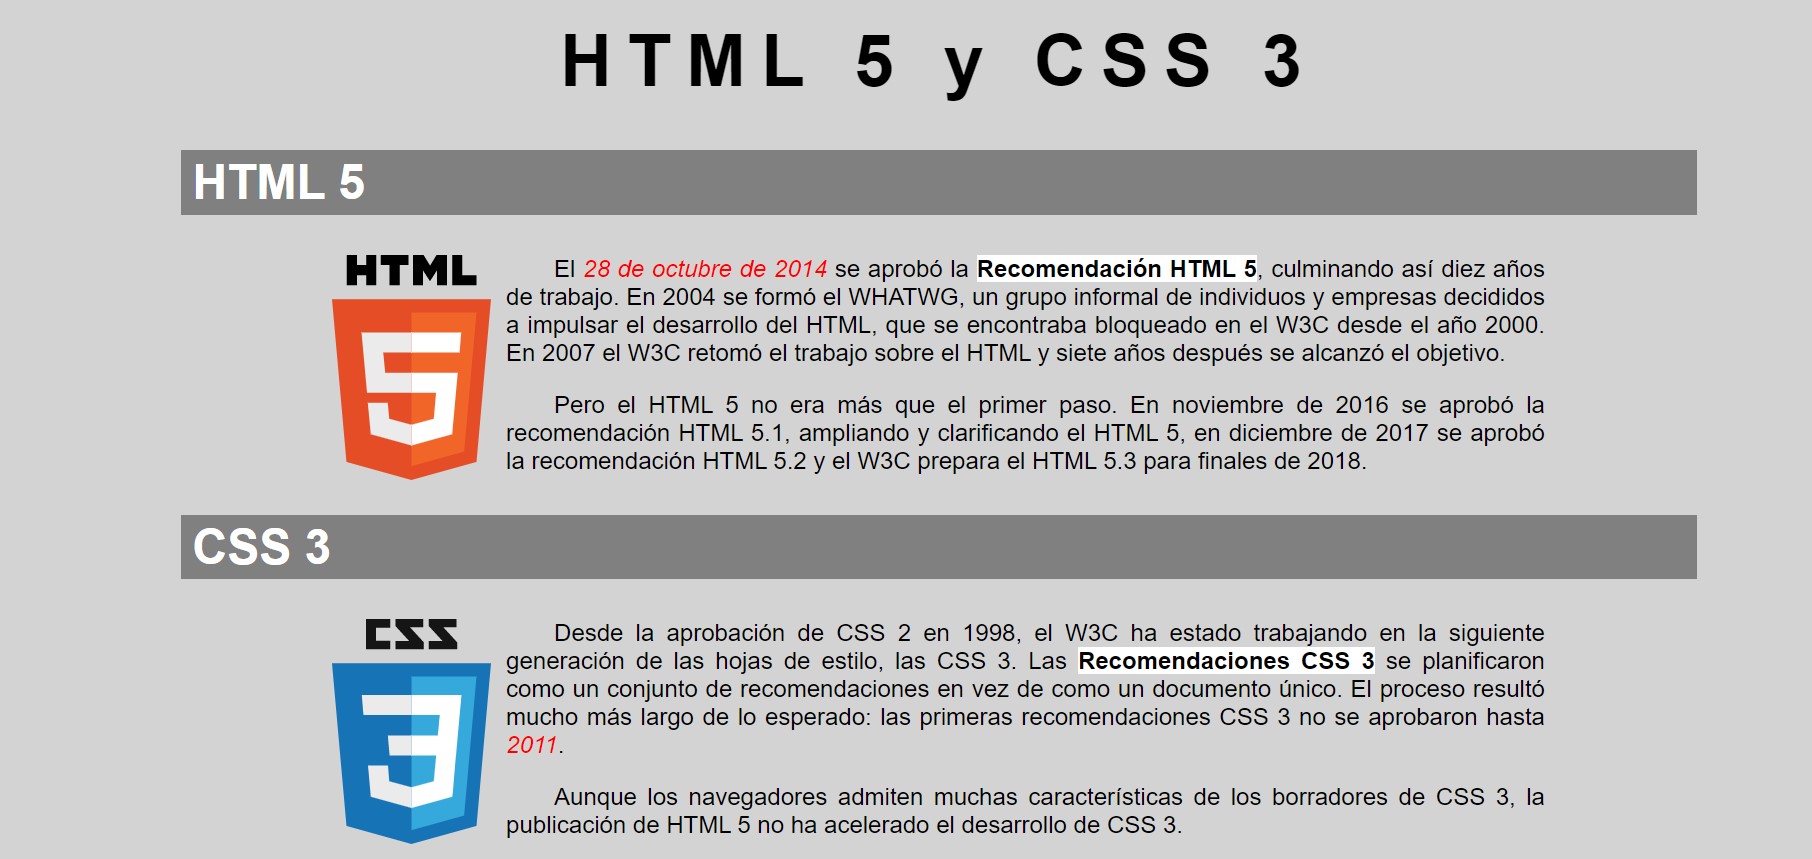 HTML 5 y CSS 3
HTML 5
HTML
5
El 28 de octubre de 2014 se aprobó la Recomendación HTML 5, culminando así diez años
de trabajo. En 2004 se formó el WHATWG, un grupo informal de individuos y empresas decididos
a impulsar el desarrollo del HTML, que se encontraba bloqueado en el W3C desde el año 2000.
En 2007 el W3C retomó el trabajo sobre el HTML y siete años después se alcanzó el objetivo.
Pero el HTML 5 no era más que el primer paso. En noviembre de 2016 se aprobó la
recomendación HTML 5.1, ampliando y clarificando el HTML 5, en diciembre de 2017 se aprobó
la recomendación HTML 5.2 y el W3C prepara el HTML 5.3 para finales de 2018.
CSS 3
CSS
3
Desde la aprobación de CSS 2 en 1998, el W3C ha estado trabajando en la siguiente
generación de las hojas de estilo, las CSS 3. Las Recomendaciones CSS 3 se planificaron
como un conjunto de recomendaciones en vez de como un documento único. El proceso resultó
mucho más largo de lo esperado: las primeras recomendaciones CSS 3 no se aprobaron hasta
2011.
Aunque los navegadores admiten muchas características de los borradores de CSS 3, la
publicación de HTML 5 no ha acelerado el desarrollo de CSS 3.